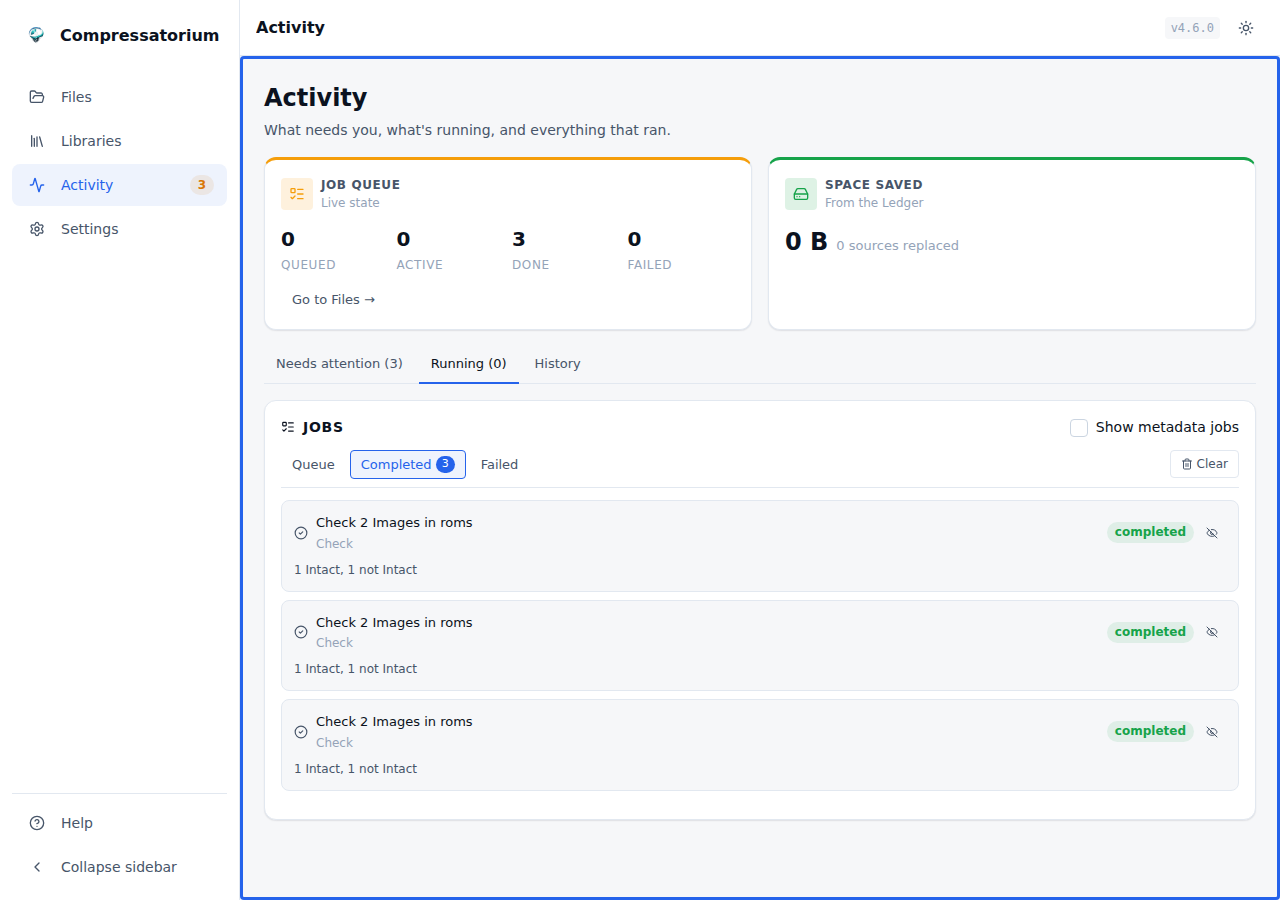 Compressatorium
Activity
v4.6.0
Files
Libraries
Activity
3
Settings
Help
Collapse sidebar
Activity
What needs you, what's running, and everything that ran.
JOB QUEUE
Live state
0
QUEUED
0
ACTIVE
3
DONE
0
FAILED
Go to Files →
SPACE SAVED
From the Ledger
0 B 0 sources replaced
Needs attention (3)
Running (0)
History
JOBS
Show metadata jobs
Queue
Completed 3
Failed
Clear
Check 2 Images in roms
Check
completed
1 Intact, 1 not Intact
Check 2 Images in roms
Check
completed
1 Intact, 1 not Intact
Check 2 Images in roms
Check
completed
1 Intact, 1 not Intact